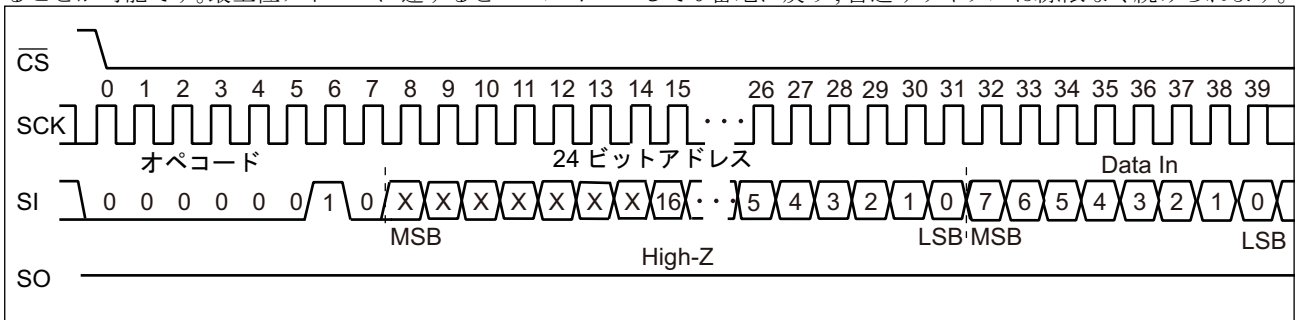 CS
0 1 2 3 4 5 6 7 8 9 10 11 12 13 14 15 26 27 28 29 30 31 32 33 34 35 36 37 38 39
SCK ・・・
オペコード 24 ビットアドレス Data In
SI 0 0 0 0 0 0 1 0 X X X X X X X 16 ・・・ 5 4 3 2 1 0 7 6 5 4 3 2 1 0
MSB LSB MSB LSB
High-Z
SO